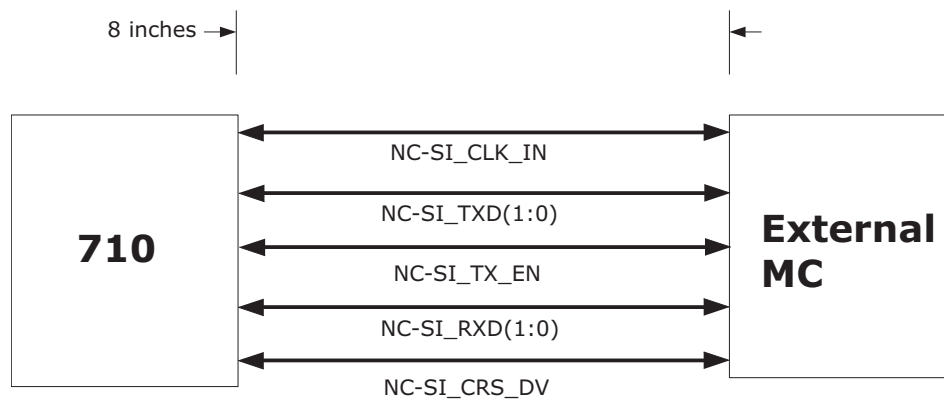 8 inches
NC-SI_CLK_IN
NC-SI_TXD(1:0)
710
External
MC
NC-SI_TX_EN
NC-SI_RXD(1:0)
NC-SI_CRS_DV